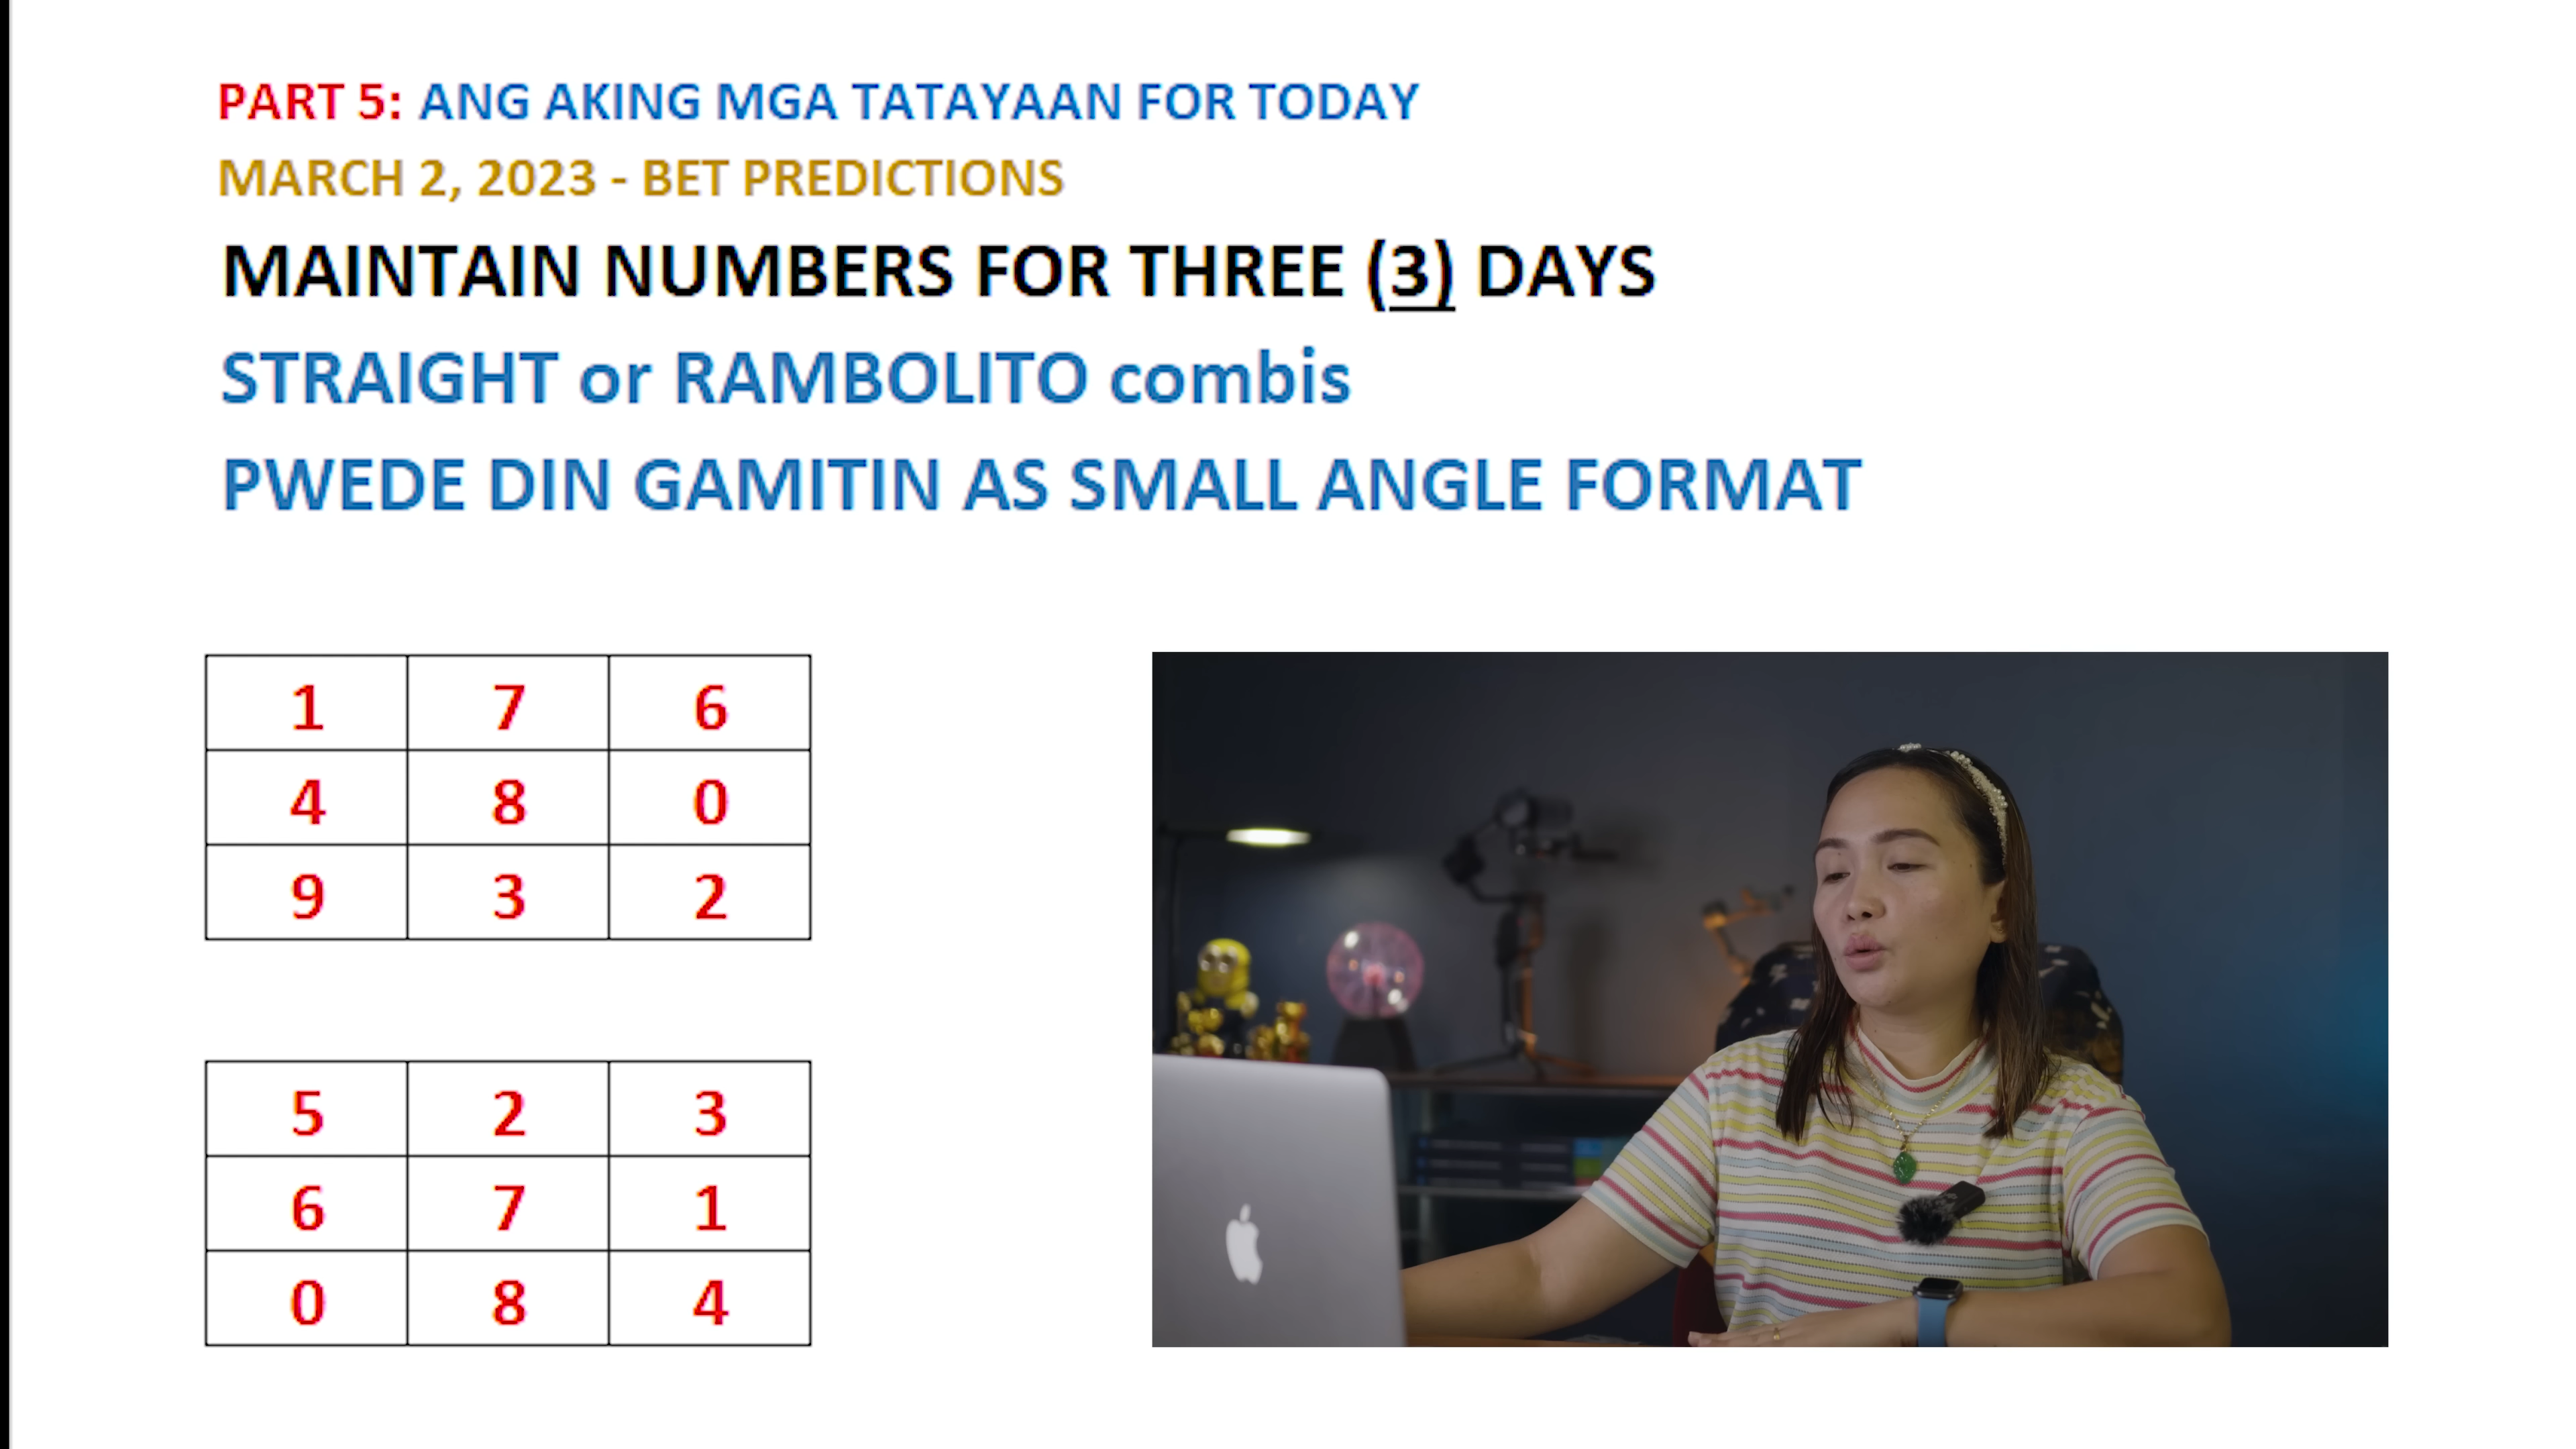 PART 5: ANG AKING MGA TATAYAAN FOR TODAY
MARCH 2, 2023 - BET PREDICTIONS
MAINTAIN NUMBERS FOR THREE (3) DAYS
STRAIGHT or RAMBOLITO combis
PWEDE DIN GAMITIN AS SMALL ANGLE FORMAT
1 7 6
4 8 0
9 3 2
5 2 3
6 7 1
0 8 4